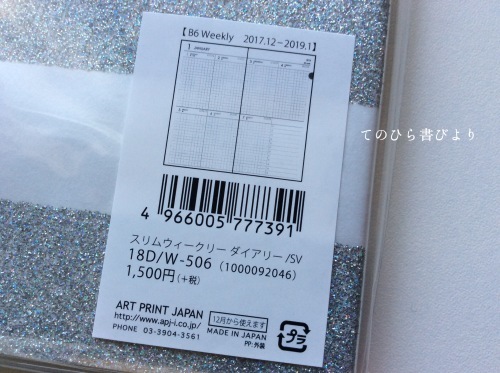 【B6 Weekly 2017.12−2019.1】
1 JANUARY
てのひら書びより
4 966005 777391
スリムウィークリー ダイアリー/SV
18D/W-506 (1000092046)
1,500円(+税)
ART PRINT JAPAN
http://www.apj-i.co.jp/
PHONE 03-3904-3561
12月から使えます
MADE IN JAPAN
PP:外装
プラ